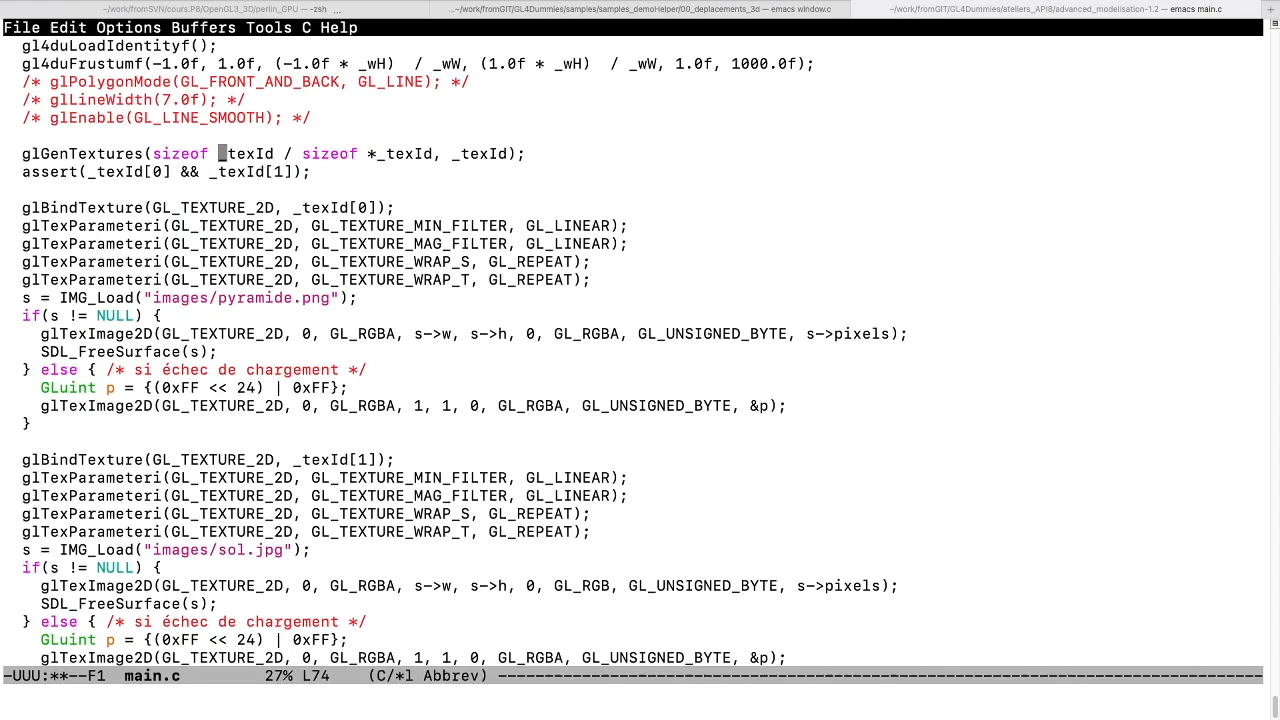 ~/work/fromSVN/cours.P8/OpenGL3_3D/perlin_GPU — -zsh ... ...~/work/fromGIT/GL4Dummies/samples/samples_demoHelper/00_deplacements_3d — emacs window.c ~/work/fromGIT/GL4Dummies/ateliers_API8/advanced_modelisation-1.2 — emacs main.c +
File Edit Options Buffers Tools C Help
gl4duLoadIdentityf();
gl4duFrustumf(-1.0f, 1.0f, (-1.0f * _wH)  / _wW, (1.0f * _wH)  / _wW, 1.0f, 1000.0f);
/* glPolygonMode(GL_FRONT_AND_BACK, GL_LINE); */
/* glLineWidth(7.0f); */
/* glEnable(GL_LINE_SMOOTH); */
glGenTextures(sizeof _texId / sizeof *_texId, _texId);
assert(_texId[0] && _texId[1]);
glBindTexture(GL_TEXTURE_2D, _texId[0]);
glTexParameteri(GL_TEXTURE_2D, GL_TEXTURE_MIN_FILTER, GL_LINEAR);
glTexParameteri(GL_TEXTURE_2D, GL_TEXTURE_MAG_FILTER, GL_LINEAR);
glTexParameteri(GL_TEXTURE_2D, GL_TEXTURE_WRAP_S, GL_REPEAT);
glTexParameteri(GL_TEXTURE_2D, GL_TEXTURE_WRAP_T, GL_REPEAT);
s = IMG_Load("images/pyramide.png");
if(s != NULL) {
glTexImage2D(GL_TEXTURE_2D, 0, GL_RGBA, s->w, s->h, 0, GL_RGBA, GL_UNSIGNED_BYTE, s->pixels);
SDL_FreeSurface(s);
} else { /* si échec de chargement */
GLuint p = {(0xFF << 24) | 0xFF};
glTexImage2D(GL_TEXTURE_2D, 0, GL_RGBA, 1, 1, 0, GL_RGBA, GL_UNSIGNED_BYTE, &p);
}
glBindTexture(GL_TEXTURE_2D, _texId[1]);
glTexParameteri(GL_TEXTURE_2D, GL_TEXTURE_MIN_FILTER, GL_LINEAR);
glTexParameteri(GL_TEXTURE_2D, GL_TEXTURE_MAG_FILTER, GL_LINEAR);
glTexParameteri(GL_TEXTURE_2D, GL_TEXTURE_WRAP_S, GL_REPEAT);
glTexParameteri(GL_TEXTURE_2D, GL_TEXTURE_WRAP_T, GL_REPEAT);
s = IMG_Load("images/sol.jpg");
if(s != NULL) {
glTexImage2D(GL_TEXTURE_2D, 0, GL_RGBA, s->w, s->h, 0, GL_RGB, GL_UNSIGNED_BYTE, s->pixels);
SDL_FreeSurface(s);
} else { /* si échec de chargement */
GLuint p = {(0xFF << 24) | 0xFF};
glTexImage2D(GL_TEXTURE_2D, 0, GL_RGBA, 1, 1, 0, GL_RGBA, GL_UNSIGNED_BYTE, &p);
-UUU:**--F1  main.c         27% L74    (C/*l Abbrev) ----------------------------------------------------------------------------------